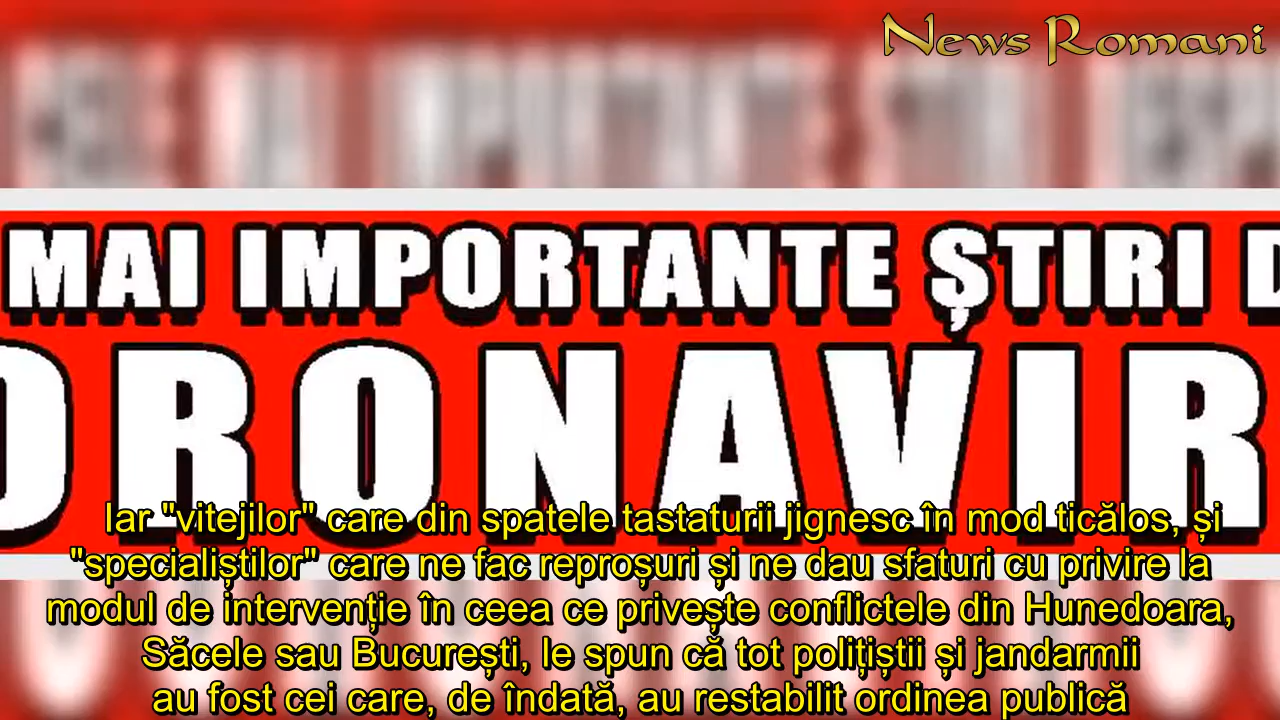 News Romani
MAI IMPORTANTE ȘTIRI D
ORONAVIR
Iar "vitejilor" care din spatele tastaturii jignesc în mod ticălos, și
"specialiștilor" care ne fac reproșuri și ne dau sfaturi cu privire la
modul de intervenție în ceea ce privește conflictele din Hunedoara,
Săcele sau București, le spun că tot polițiștii și jandarmii
au fost cei care, de îndată, au restabilit ordinea publică